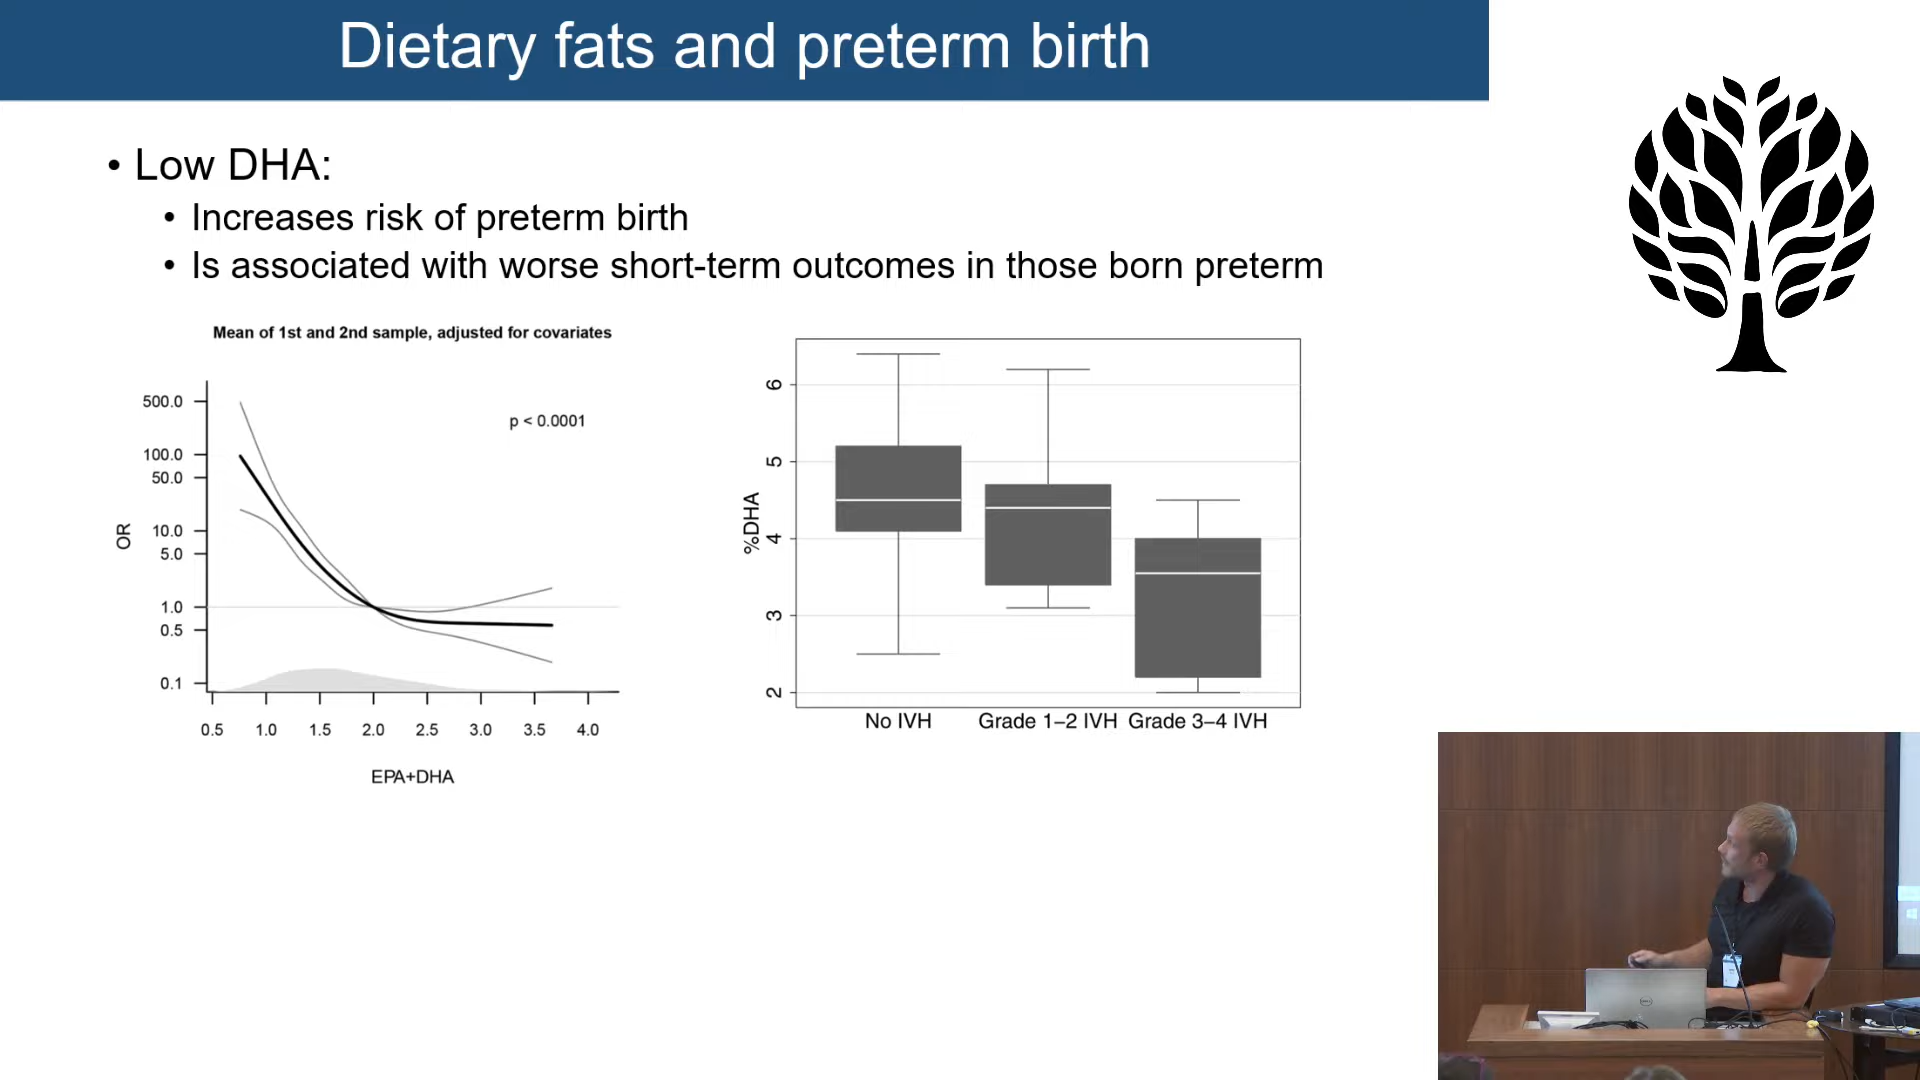 Dietary fats and preterm birth
• Low DHA:
• Increases risk of preterm birth
• Is associated with worse short-term outcomes in those born preterm
Mean of 1st and 2nd sample, adjusted for covariates
p < 0.0001
OR
500.0
100.0
50.0
10.0
5.0
1.0
0.5
0.1
0.5 1.0 1.5 2.0 2.5 3.0 3.5 4.0
EPA+DHA
%DHA
6
5
4
3
2
No IVH Grade 1–2 IVH Grade 3–4 IVH